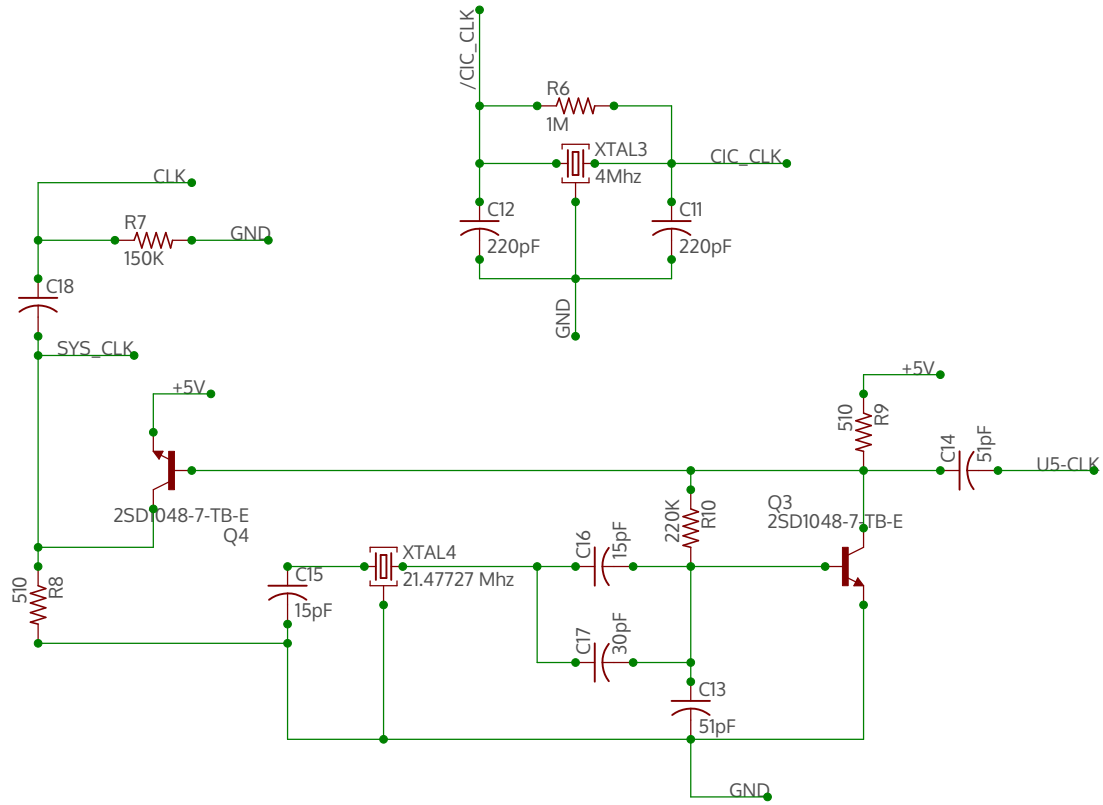 /CIC_CLK
R6
1M
XTAL3
4Mhz
CIC_CLK
C12
220pF
C11
220pF
GND
CLK
R7
150K
GND
C18
SYS_CLK
+5V
2SD1048-7-TB-E
Q4
510
R8
C15
15pF
XTAL4
21.47727 Mhz
C16
15pF
C17
30pF
220K
R10
C13
51pF
GND
Q3
2SD1048-7-TB-E
+5V
510
R9
C14
51pF
U5-CLK